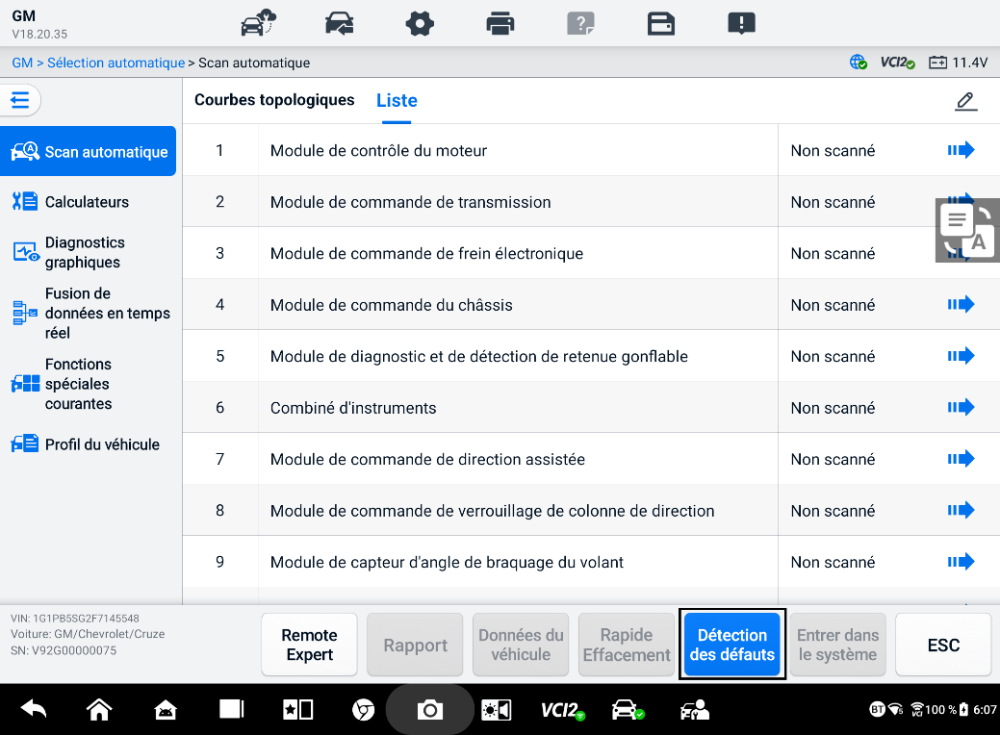 GM
V18.20.35
?
GM > Sélection automatique > Scan automatique
VCI2
11.4V
Courbes topologiques
Liste
Scan automatique
Calculateurs
Diagnostics
graphiques
Fusion de
données en temps
réel
Fonctions
spéciales
courantes
Profil du véhicule
1 Module de contrôle du moteur Non scanné
2 Module de commande de transmission Non scanné
3 Module de commande de frein électronique Non scanné
4 Module de commande du châssis Non scanné
5 Module de diagnostic et de détection de retenue gonflable Non scanné
6 Combiné d'instruments Non scanné
7 Module de commande de direction assistée Non scanné
8 Module de commande de verrouillage de colonne de direction Non scanné
9 Module de capteur d'angle de braquage du volant Non scanné
A
VIN: 1G1PB5SG2F7145548
Voiture: GM/Chevrolet/Cruze
SN: V92G00000075
Remote
Expert
Rapport
Données du
véhicule
Rapide
Effacement
Détection
des défauts
Entrer dans
le système
ESC
VCI2
BT
5
VG
100 %
6:07